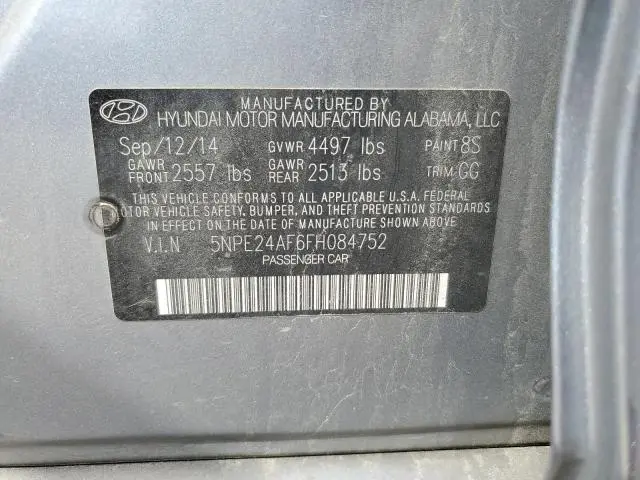 MANUFACTURED BY
HYUNDAI MOTOR MANUFACTURING ALABAMA, LLC
Sep/12/14 GVWR 4497 lbs PAINT 8S
GAWR FRONT 2557 lbs GAWR REAR 2513 lbs TRIM GG
THIS VEHICLE CONFORMS TO ALL APPLICABLE U.S.A. FEDERAL
MOTOR VEHICLE SAFETY, BUMPER, AND THEFT PREVENTION STANDARDS
IN EFFECT ON THE DATE OF MANUFACTURE SHOWN ABOVE
V.I.N 5NPE24AF6FH084752
PASSENGER CAR